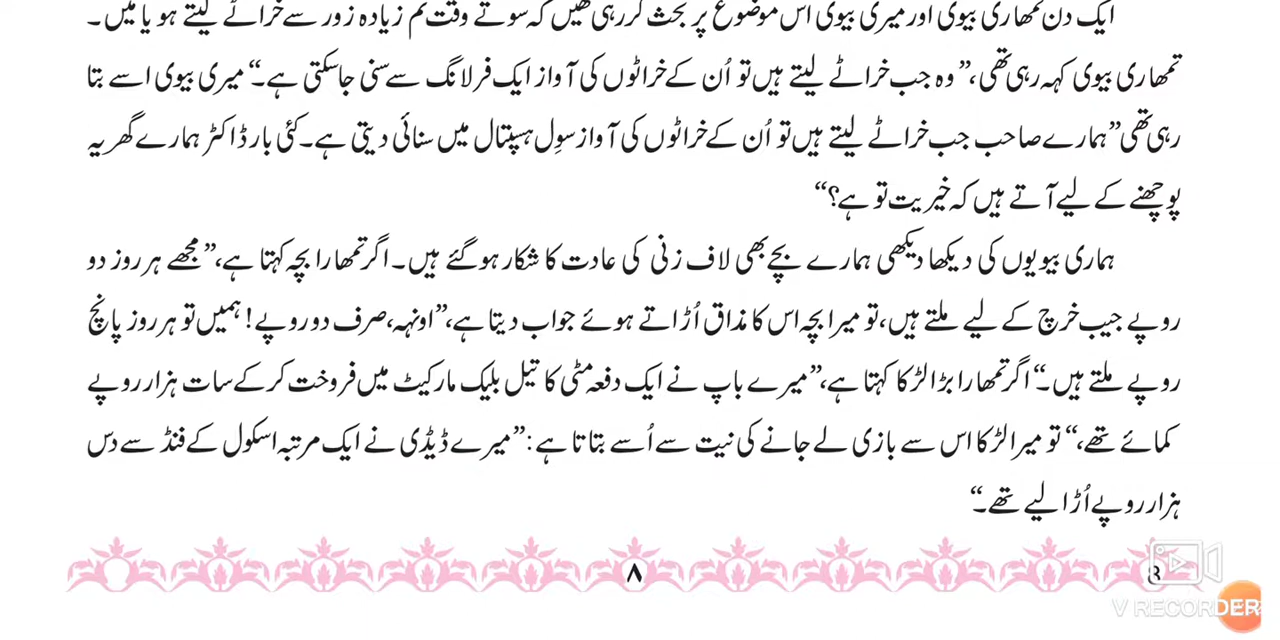 ایک دن تمھاری بیوی اور میری بیوی اس موضوع پر بحث کر رہی تھیں کہ سوتے وقت تم زیادہ زور سے خراٹے لیتے ہو یا میں۔
تمھاری بیوی کہہ رہی تھی، ”وہ جب خراٹے لیتے ہیں تو اُن کے خراٹوں کی آواز ایک فرلانگ سے سنی جاسکتی ہے۔“ میری بیوی اسے بتا
رہی تھی ”ہمارے صاحب جب خراٹے لیتے ہیں تو اُن کے خراٹوں کی آواز سوِل ہسپتال میں سنائی دیتی ہے۔ کئی بار ڈاکٹر ہمارے گھر یہ
پوچھنے کے لیے آتے ہیں کہ خیریت تو ہے؟“
ہماری بیویوں کی دیکھا دیکھی ہمارے بچے بھی لاف زنی کی عادت کا شکار ہوگئے ہیں۔ اگر تمھارا بچہ کہتا ہے، ”مجھے ہر روز دو
روپے جیب خرچ کے لیے ملتے ہیں، تو میرا بچہ اس کا مذاق اُڑاتے ہوئے جواب دیتا ہے، ”اونہہ، صرف دو روپے! ہمیں تو ہر روز پانچ
روپے ملتے ہیں۔“ اگر تمھارا بڑا لڑکا کہتا ہے، ”میرے باپ نے ایک دفعہ مٹی کا تیل بلیک مارکیٹ میں فروخت کرکے سات ہزار روپے
کمائے تھے،“ تو میرا لڑکا اس سے بازی لے جانے کی نیت سے اُسے بتاتا ہے: ”میرے ڈیڈی نے ایک مرتبہ اسکول کے فنڈ سے دس
ہزار روپے اُڑا لیے تھے۔“
۸
8
V RECORDER